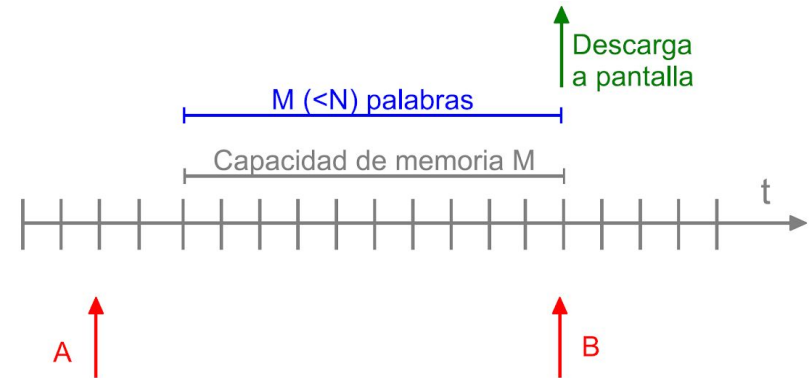 Descarga
a pantalla
M (<N) palabras
Capacidad de memoria M
t
A
B